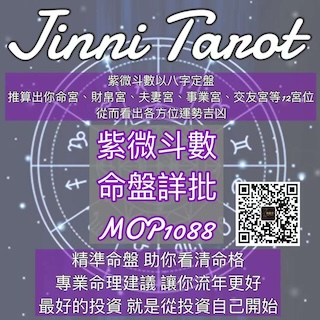 Jinni Tarot
紫微斗數以八字定盤
推算出你命宮、財帛宮、夫妻宮、事業宮、交友宮等12宮位
從而看出各方位運勢吉凶
紫微斗數
命盤詳批
MOP1088
精準命盤 助你看清命格
專業命理建議 讓你流年更好
最好的投資 就是從投資自己開始